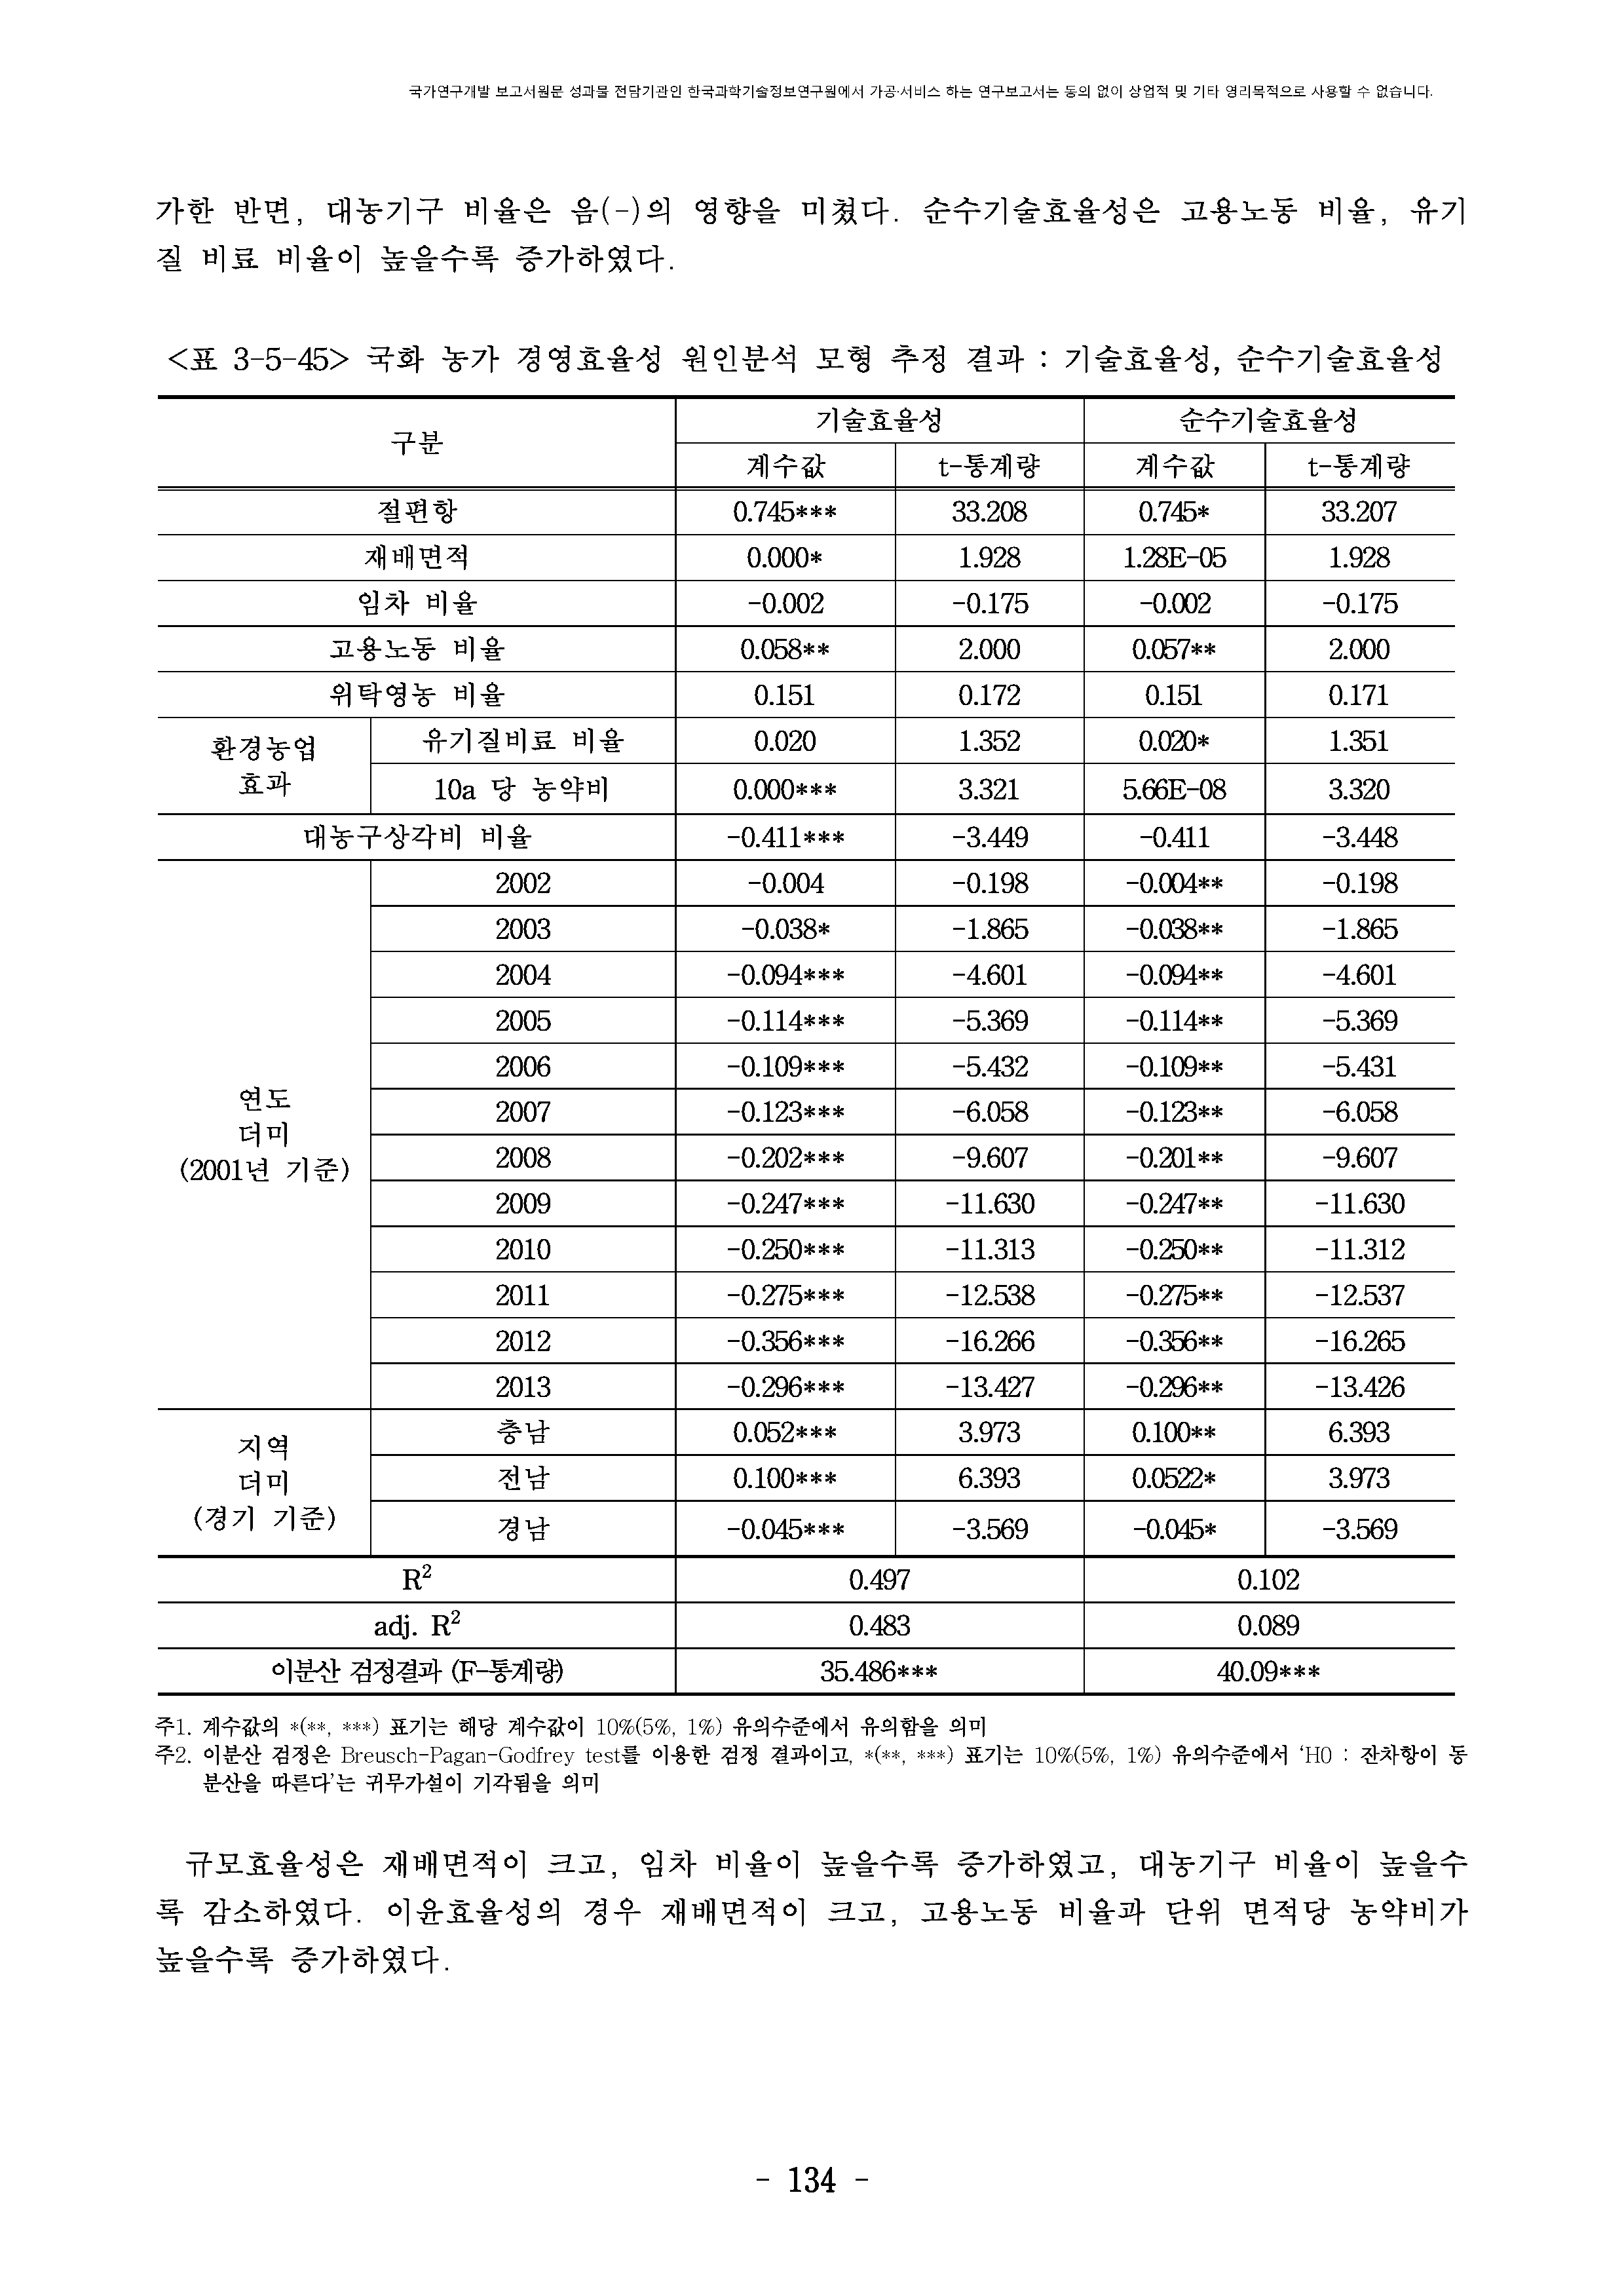 국가연구개발 보고서원문 성과물 전담기관인 한국과학기술정보연구원에서 가공·서비스 하는 연구보고서는 동의 없이 상업적 및 기타 영리목적으로 사용할 수 없습니다.
가한 반면, 대농기구 비율은 음(-)의 영향을 미쳤다. 순수기술효율성은 고용노동 비율, 유기
질 비료 비율이 높을수록 증가하였다.
<표 3-5-45> 국화 농가 경영효율성 원인분석 모형 추정 결과 : 기술효율성, 순수기술효율성
구분 기술효율성 순수기술효율성
계수값 t-통계량 계수값 t-통계량
절편항 0.745*** 33.208 0.745* 33.207
재배면적 0.000* 1.928 1.28E-05 1.928
임차 비율 -0.002 -0.175 -0.002 -0.175
고용노동 비율 0.058** 2.000 0.057** 2.000
위탁영농 비율 0.151 0.172 0.151 0.171
환경농업
효과
유기질비료 비율 0.020 1.352 0.020* 1.351
10a 당 농약비 0.000*** 3.321 5.66E-08 3.320
대농구상각비 비율 -0.411*** -3.449 -0.411 -3.448
연도
더미
(2001년 기준)
2002 -0.004 -0.198 -0.004** -0.198
2003 -0.038* -1.865 -0.038** -1.865
2004 -0.094*** -4.601 -0.094** -4.601
2005 -0.114*** -5.369 -0.114** -5.369
2006 -0.109*** -5.432 -0.109** -5.431
2007 -0.123*** -6.058 -0.123** -6.058
2008 -0.202*** -9.607 -0.201** -9.607
2009 -0.247*** -11.630 -0.247** -11.630
2010 -0.250*** -11.313 -0.250** -11.312
2011 -0.275*** -12.538 -0.275** -12.537
2012 -0.356*** -16.266 -0.356** -16.265
2013 -0.296*** -13.427 -0.296** -13.426
지역
더미
(경기 기준)
충남 0.052*** 3.973 0.100** 6.393
전남 0.100*** 6.393 0.0522* 3.973
경남 -0.045*** -3.569 -0.045* -3.569
R² 0.497 0.102
adj. R² 0.483 0.089
이분산 검정결과 (F-통계량) 35.486*** 40.09***
주1. 계수값의 *(**, ***) 표기는 해당 계수값이 10%(5%, 1%) 유의수준에서 유의함을 의미
주2. 이분산 검정은 Breusch-Pagan-Godfrey test를 이용한 검정 결과이고, *(**, ***) 표기는 10%(5%, 1%) 유의수준에서 ‘H0 : 잔차항이 동
분산을 따른다’는 귀무가설이 기각됨을 의미
규모효율성은 재배면적이 크고, 임차 비율이 높을수록 증가하였고, 대농기구 비율이 높을수
록 감소하였다. 이윤효율성의 경우 재배면적이 크고, 고용노동 비율과 단위 면적당 농약비가
높을수록 증가하였다.
- 134 -